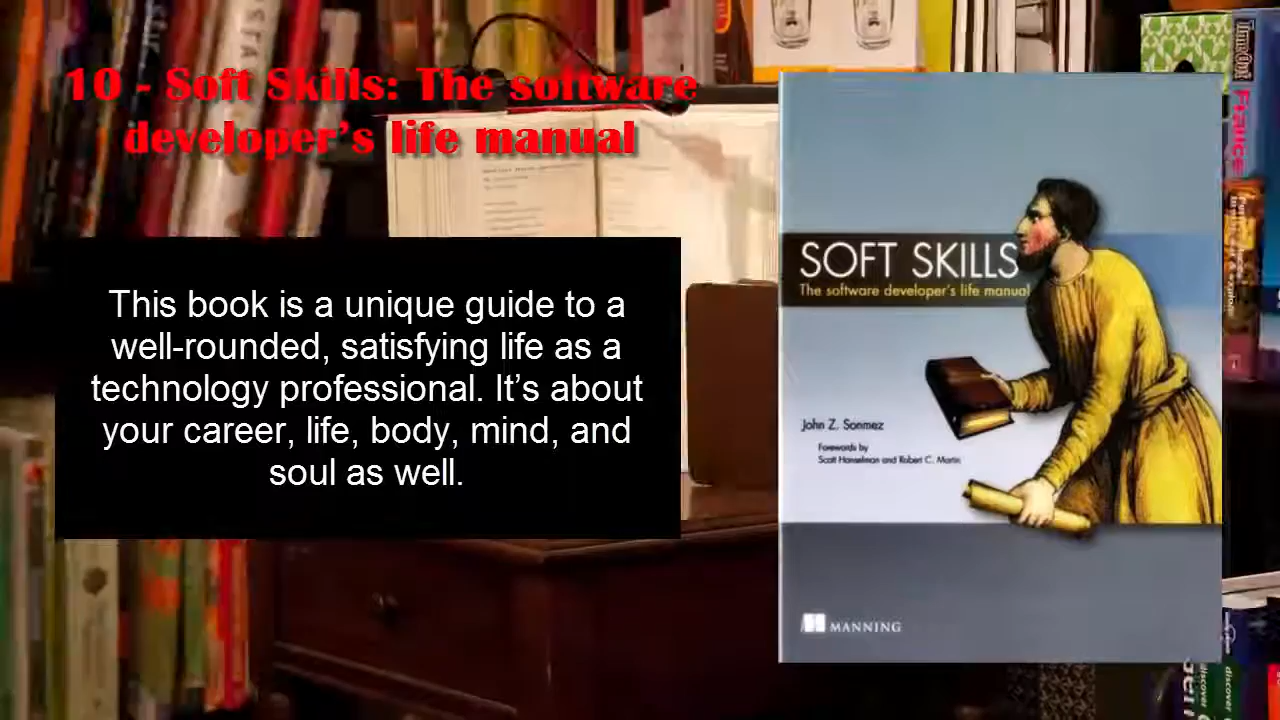 10 - Soft Skills: The software
developer's life manual
This book is a unique guide to a
well-rounded, satisfying life as a
technology professional. It's about
your career, life, body, mind, and
soul as well.
SOFT SKILLS
The software developer's life manual
John Z. Sonmez
Forewords by
Scott Hanselman and Robert C. Martin
MANNING
TimeOut
France